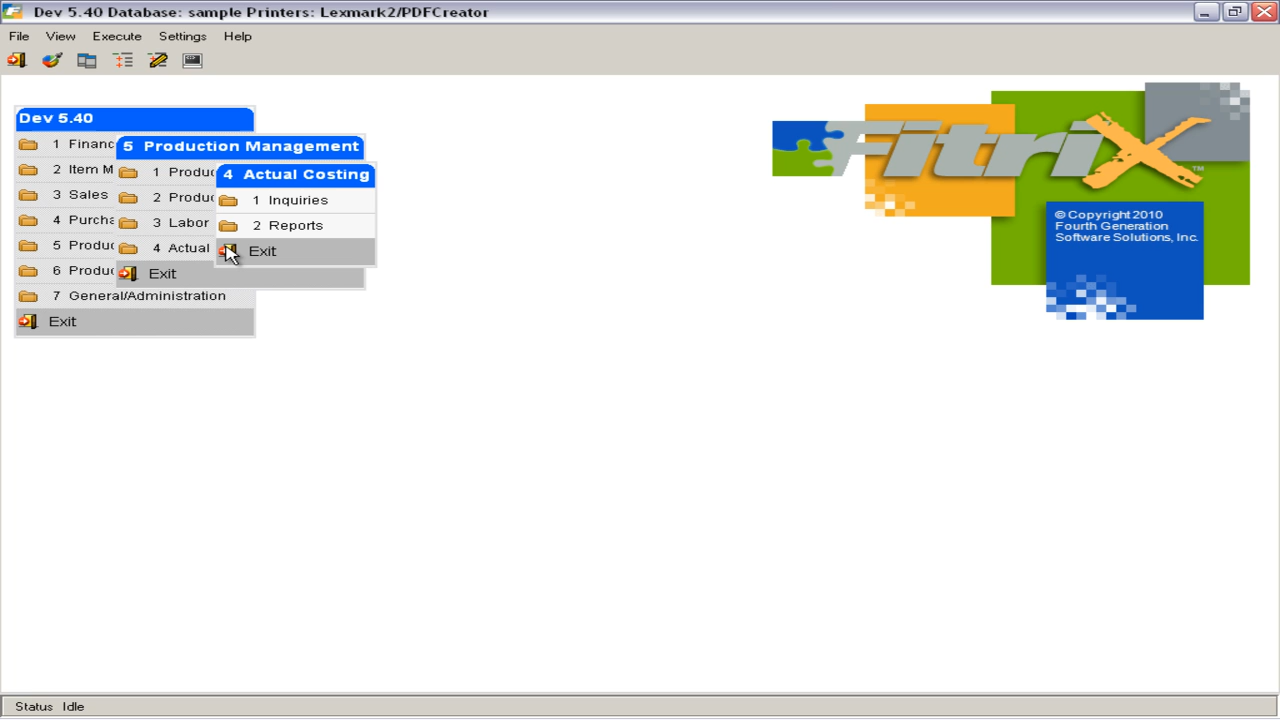 Dev 5.40 Database: sample Printers: Lexmark2/PDFCreator
File View Execute Settings Help
Dev 5.40
1 Financ
2 Item M
3 Sales
4 Purcha
5 Produc
6 Produc
7 General/Administration
Exit
5 Production Management
1 Produc
2 Produc
3 Labor
4 Actual
Exit
4 Actual Costing
1 Inquiries
2 Reports
Exit
FitriX™
© Copyright 2010
Fourth Generation
Software Solutions, Inc.
Status Idle